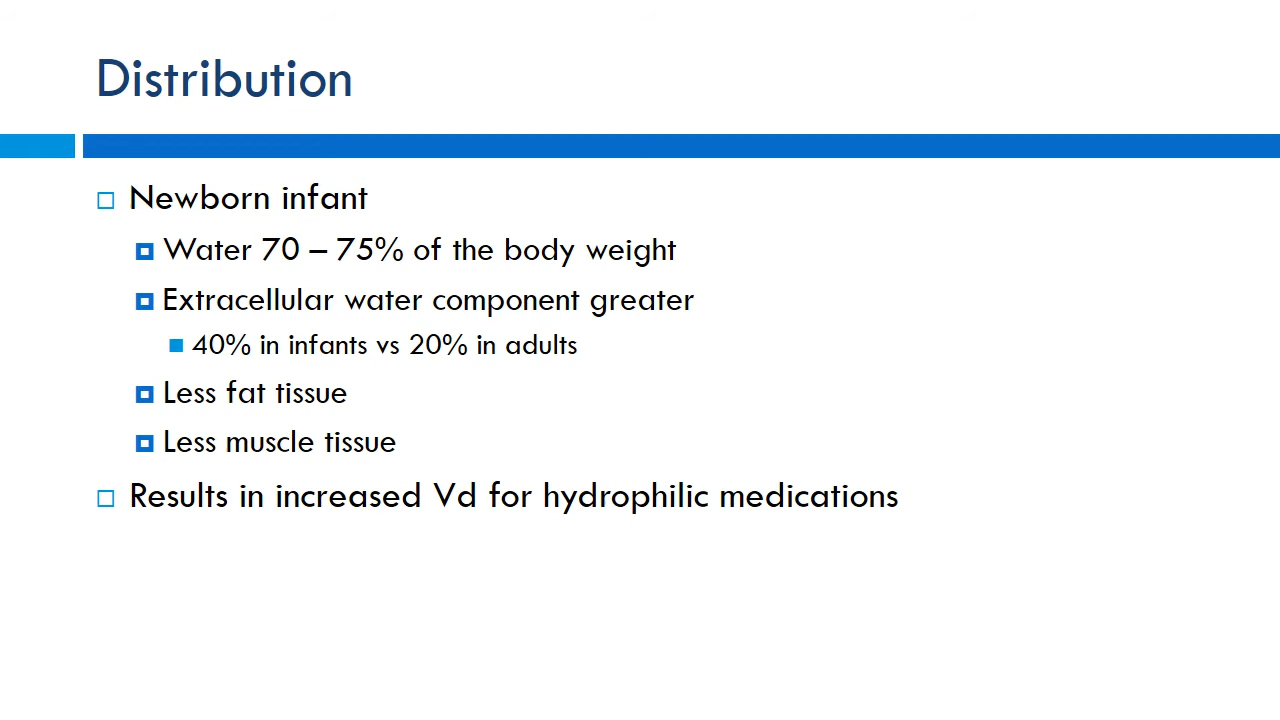 Distribution
Newborn infant
Water 70 – 75% of the body weight
Extracellular water component greater
40% in infants vs 20% in adults
Less fat tissue
Less muscle tissue
Results in increased Vd for hydrophilic medications